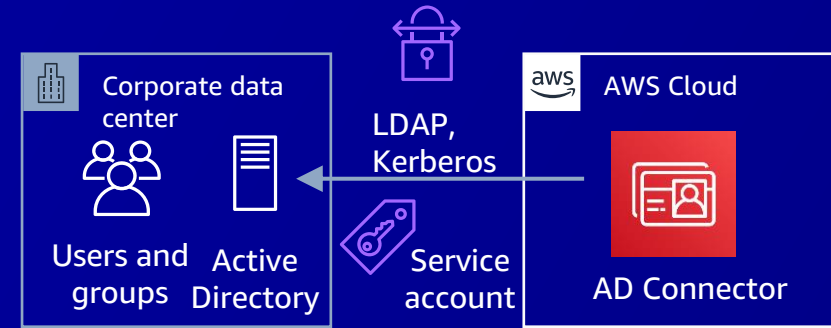 Corporate data
center
Users and
groups
Active
Directory
LDAP,
Kerberos
Service
account
aws
AWS Cloud
AD Connector